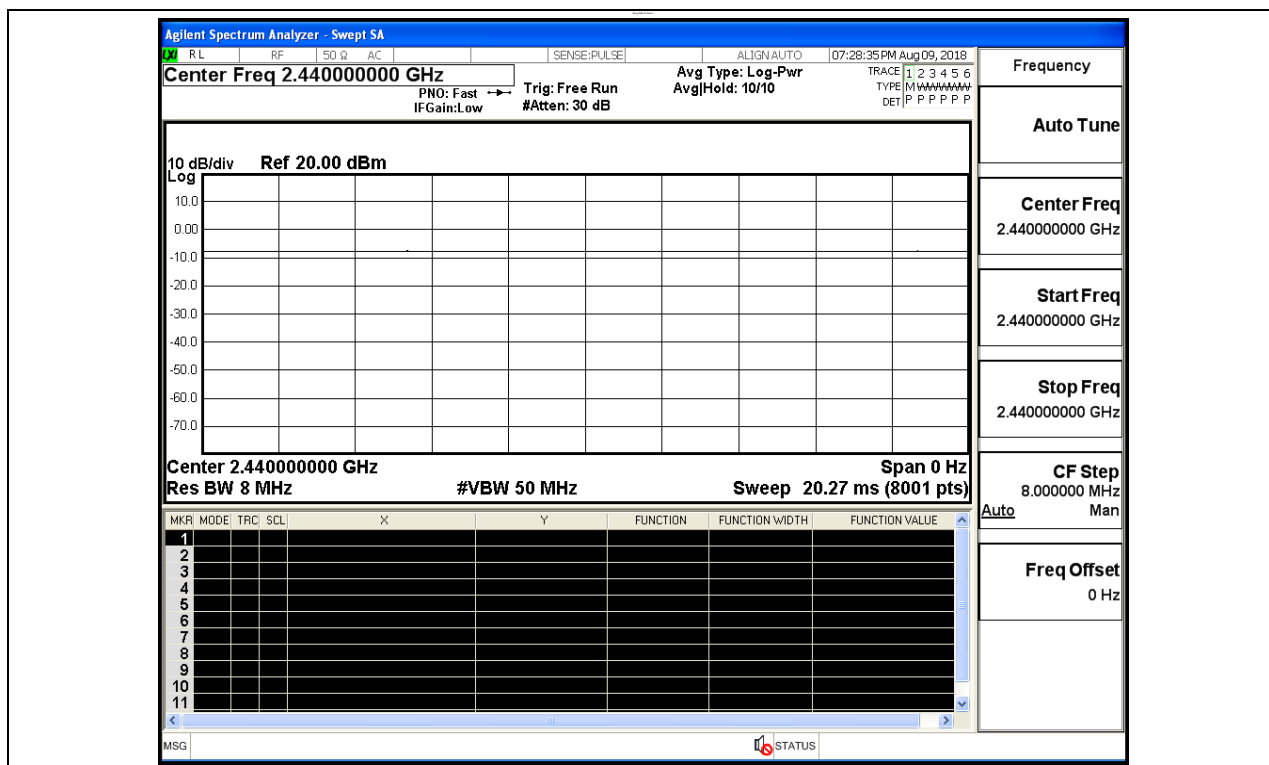 Agilent Spectrum Analyzer - Swept SA
LXI RL RF 50 Ω AC SENSE:PULSE ALIGN AUTO 07:28:35 PM Aug 09, 2018
Center Freq 2.440000000 GHz
PNO: Fast
IFGain:Low
Trig: Free Run
#Atten: 30 dB
Avg Type: Log-Pwr
Avg|Hold: 10/10
TRACE 1 2 3 4 5 6
TYPE M W W W W W
DET P P P P P P
10 dB/div Ref 20.00 dBm
Log
10.0
0.00
-10.0
-20.0
-30.0
-40.0
-50.0
-60.0
-70.0
Center 2.440000000 GHz Span 0 Hz
Res BW 8 MHz #VBW 50 MHz Sweep 20.27 ms (8001 pts)
MKR MODE TRC SCL X Y FUNCTION FUNCTION WIDTH FUNCTION VALUE
1
2
3
4
5
6
7
8
9
10
11
MSG STATUS
Frequency
Auto Tune
Center Freq
2.440000000 GHz
Start Freq
2.440000000 GHz
Stop Freq
2.440000000 GHz
CF Step
8.000000 MHz
Auto Man
Freq Offset
0 Hz